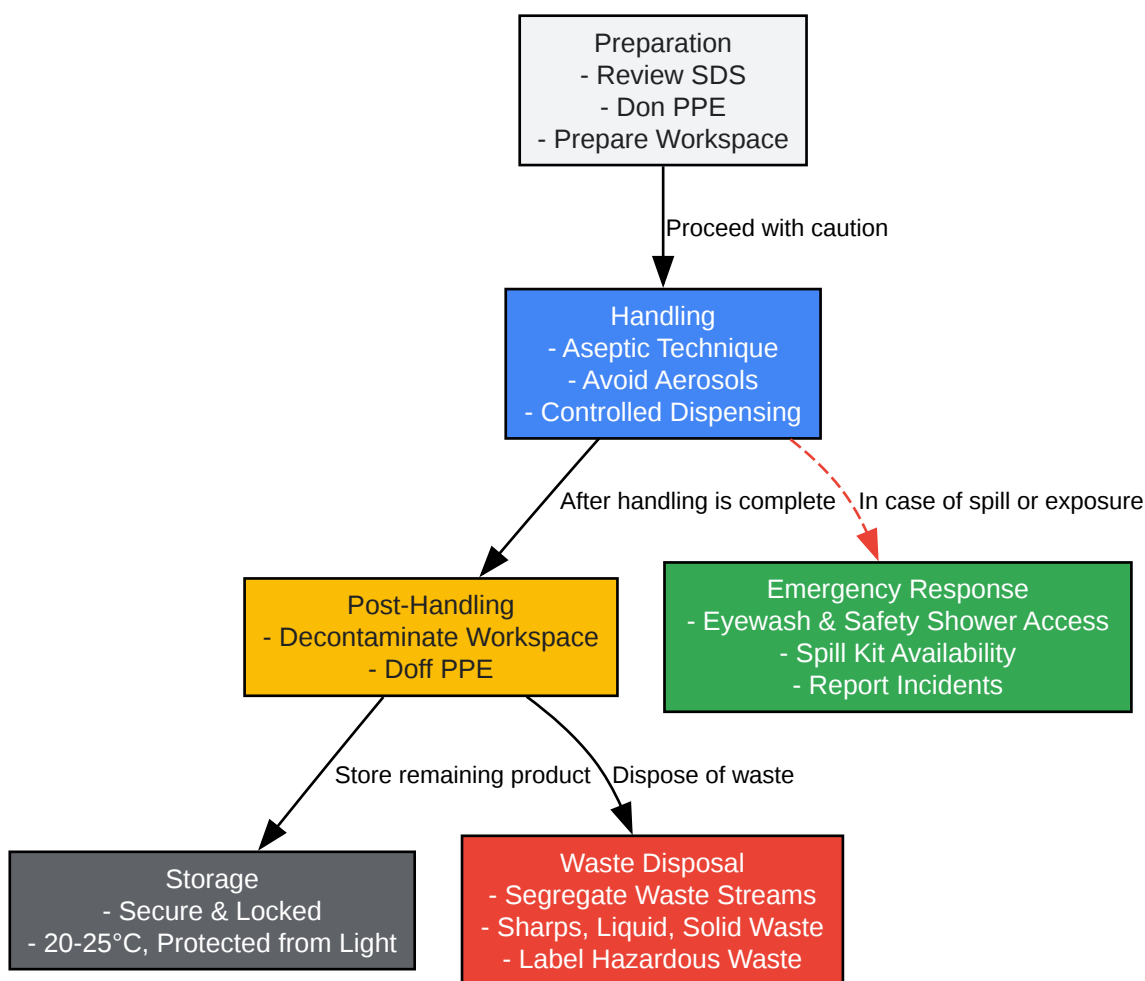 Preparation
- Review SDS
- Don PPE
- Prepare Workspace
Proceed with caution
Handling
- Aseptic Technique
- Avoid Aerosols
- Controlled Dispensing
After handling is complete
In case of spill or exposure
Post-Handling
- Decontaminate Workspace
- Doff PPE
Emergency Response
- Eyewash & Safety Shower Access
- Spill Kit Availability
- Report Incidents
Store remaining product
Dispose of waste
Storage
- Secure & Locked
- 20-25°C, Protected from Light
Waste Disposal
- Segregate Waste Streams
- Sharps, Liquid, Solid Waste
- Label Hazardous Waste